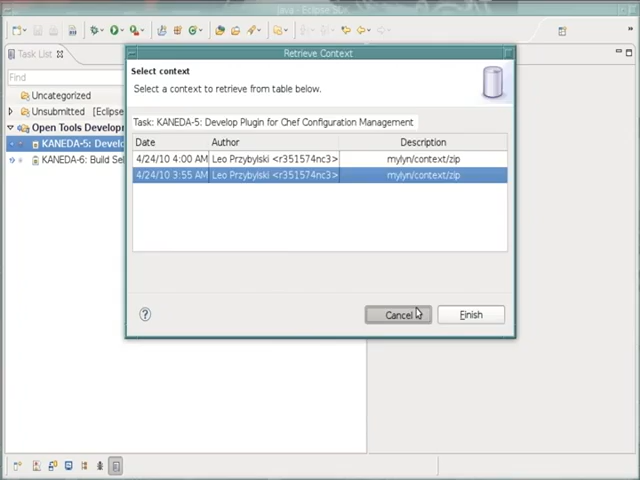 Java - Eclipse SDK
Task List
Retrieve Context
Select context
Select a context to retrieve from table below.
Find
Uncategorized
Unsubmitted [Eclipse
Open Tools Develop
KANEDA-5: Develo
KANEDA-6: Build Sel
Task: KANEDA-5: Develop Plugin for Chef Configuration Management
Date Author Description
4/24/10 4:00 AM Leo Przybylski <r351574nc3> mylyn/context/zip
4/24/10 3:55 AM Leo Przybylski <r351574nc3> mylyn/context/zip
?
Cancel
Finish